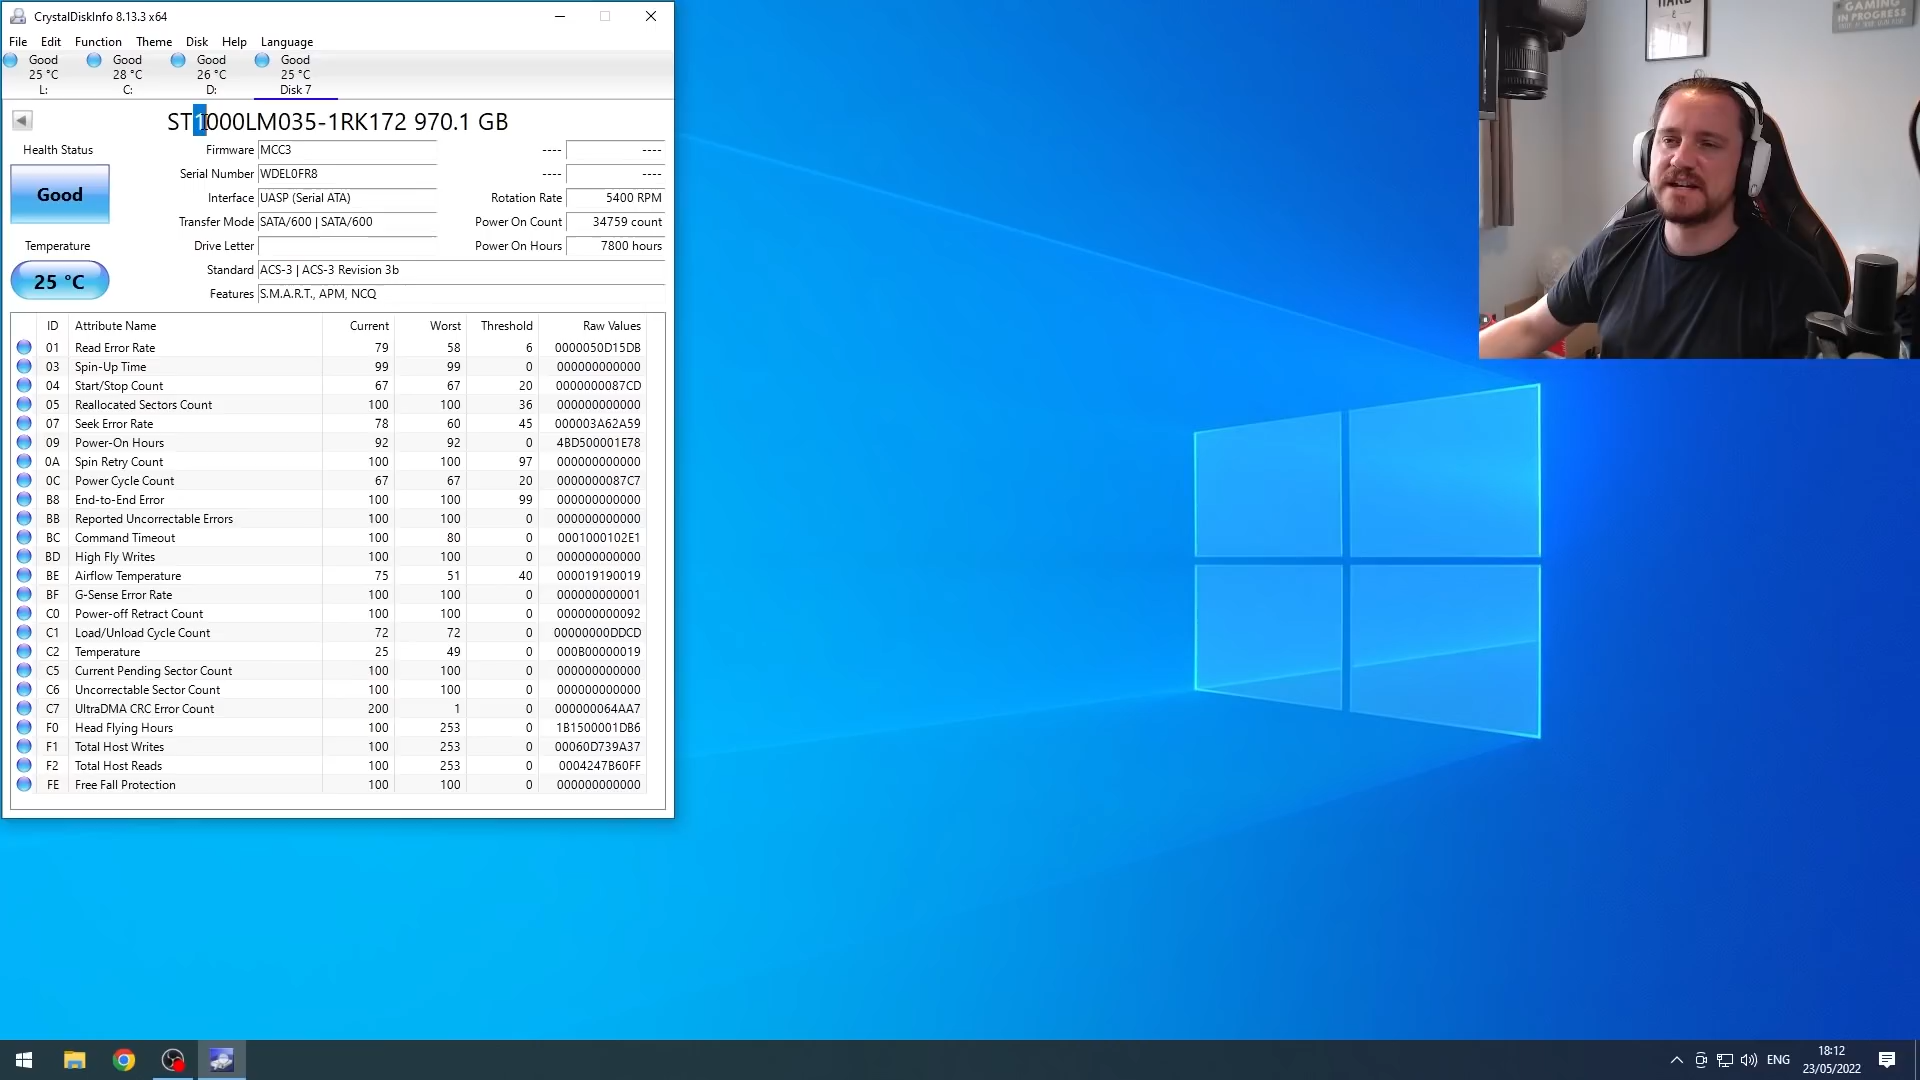 CrystalDiskInfo 8.13.3 x64
File Edit Function Theme Disk Help Language
Good Good Good Good
25 °C 28 °C 26 °C 25 °C
L: C: D: Disk 7
ST1000LM035-1RK172 970.1 GB
Health Status
Good
Temperature
25 °C
Firmware MCC3 ---- ----
Serial Number WDEL0FR8 ---- ----
Interface UASP (Serial ATA) Rotation Rate 5400 RPM
Transfer Mode SATA/600 | SATA/600 Power On Count 34759 count
Drive Letter Power On Hours 7800 hours
Standard ACS-3 | ACS-3 Revision 3b
Features S.M.A.R.T., APM, NCQ
ID Attribute Name Current Worst Threshold Raw Values
01 Read Error Rate 79 58 6 0000050D15DB
03 Spin-Up Time 99 99 0 000000000000
04 Start/Stop Count 67 67 20 0000000087CD
05 Reallocated Sectors Count 100 100 36 000000000000
07 Seek Error Rate 78 60 45 000003A62A59
09 Power-On Hours 92 92 0 4BD500001E78
0A Spin Retry Count 100 100 97 000000000000
0C Power Cycle Count 67 67 20 0000000087C7
B8 End-to-End Error 100 100 99 000000000000
BB Reported Uncorrectable Errors 100 100 0 000000000000
BC Command Timeout 100 80 0 0001000102E1
BD High Fly Writes 100 100 0 000000000000
BE Airflow Temperature 75 51 40 000019190019
BF G-Sense Error Rate 100 100 0 000000000001
C0 Power-off Retract Count 100 100 0 000000000092
C1 Load/Unload Cycle Count 72 72 0 00000000DDCD
C2 Temperature 25 49 0 000B00000019
C5 Current Pending Sector Count 100 100 0 000000000000
C6 Uncorrectable Sector Count 100 100 0 000000000000
C7 UltraDMA CRC Error Count 200 1 0 000000064AA7
F0 Head Flying Hours 100 253 0 1B1500001DB6
F1 Total Host Writes 100 253 0 00060D739A37
F2 Total Host Reads 100 253 0 0004247B60FF
FE Free Fall Protection 100 100 0 000000000000
GAMING
IN PROGRESS
ENG
18:12
23/05/2022